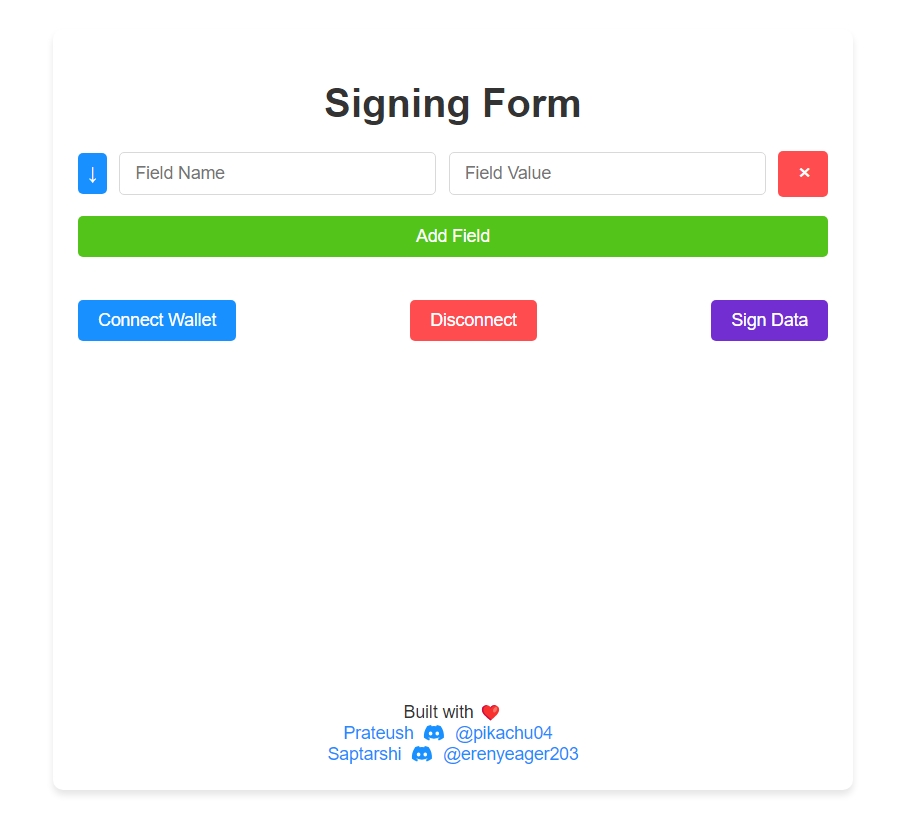 Signing Form
↓ Field Name Field Value ×
Add Field
Connect Wallet Disconnect Sign Data
Built with ❤️
Prateush @pikachu04
Saptarshi @erenyeager203